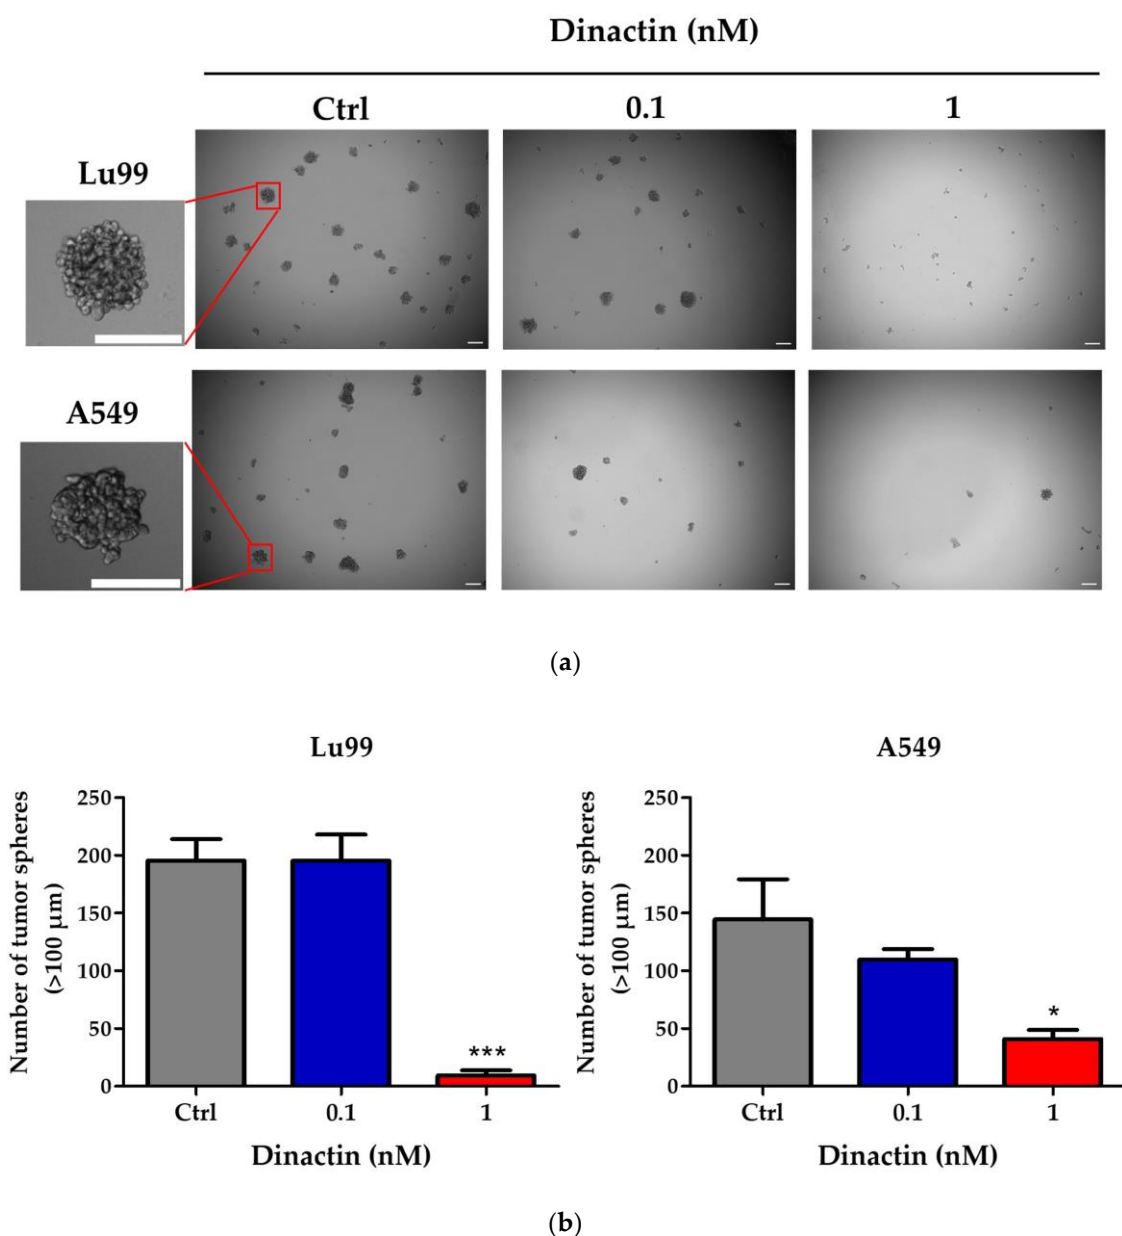 Dinactin (nM)
Ctrl 0.1 1
Lu99
A549
(a)
Lu99 A549
Number of tumor spheres
(>100 μm)
250
200
150
100
50
0
***
Ctrl 0.1 1
Dinactin (nM)
Number of tumor spheres
(>100 μm)
250
200
150
100
50
0
*
Ctrl 0.1 1
Dinactin (nM)
(b)